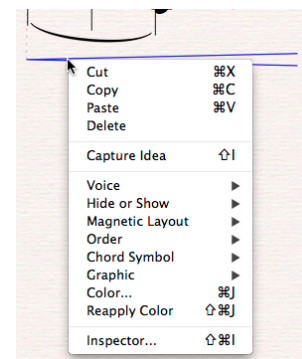 Cut ⌘X
Copy ⌘C
Paste ⌘V
Delete
Capture Idea ⇧I
Voice ▶
Hide or Show ▶
Magnetic Layout ▶
Order ▶
Chord Symbol ▶
Graphic ▶
Color... ⌘J
Reapply Color ⇧⌘J
Inspector... ⇧⌘I